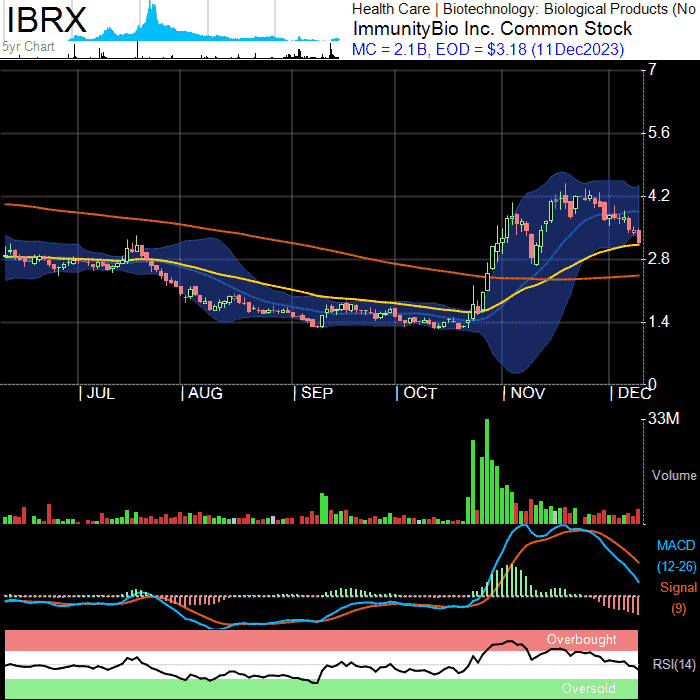 IBRX
5yr Chart
Health Care | Biotechnology: Biological Products (No
ImmunityBio Inc. Common Stock
MC = 2.1B, EOD = $3.18 (11Dec2023)
7
5.6
4.2
2.8
1.4
0
JUL AUG SEP OCT NOV DEC
33M
Volume
MACD
(12-26)
Signal
(9)
Overbought
RSI(14)
Oversold